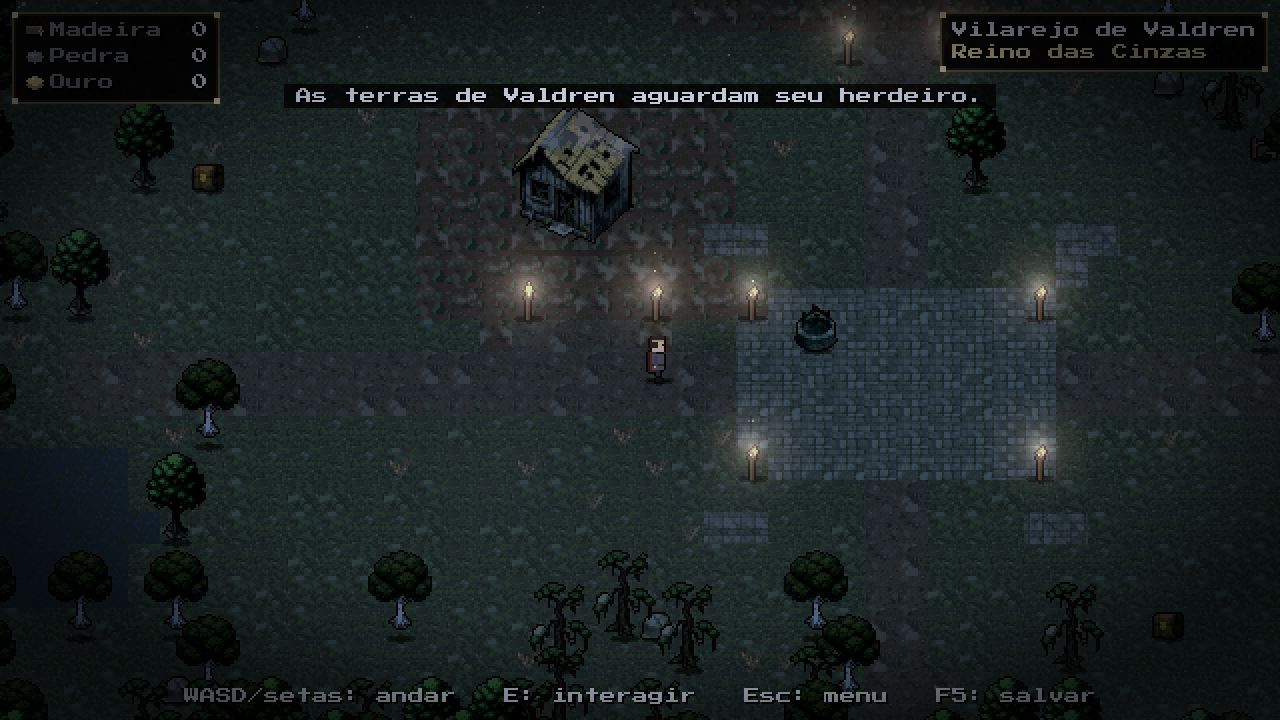 Madeira 0
Pedra 0
Ouro 0
Vilarejo de Valdren
Reino das Cinzas
As terras de Valdren aguardam seu herdeiro.
WASD/setas: andar E: interagir Esc: menu F5: salvar